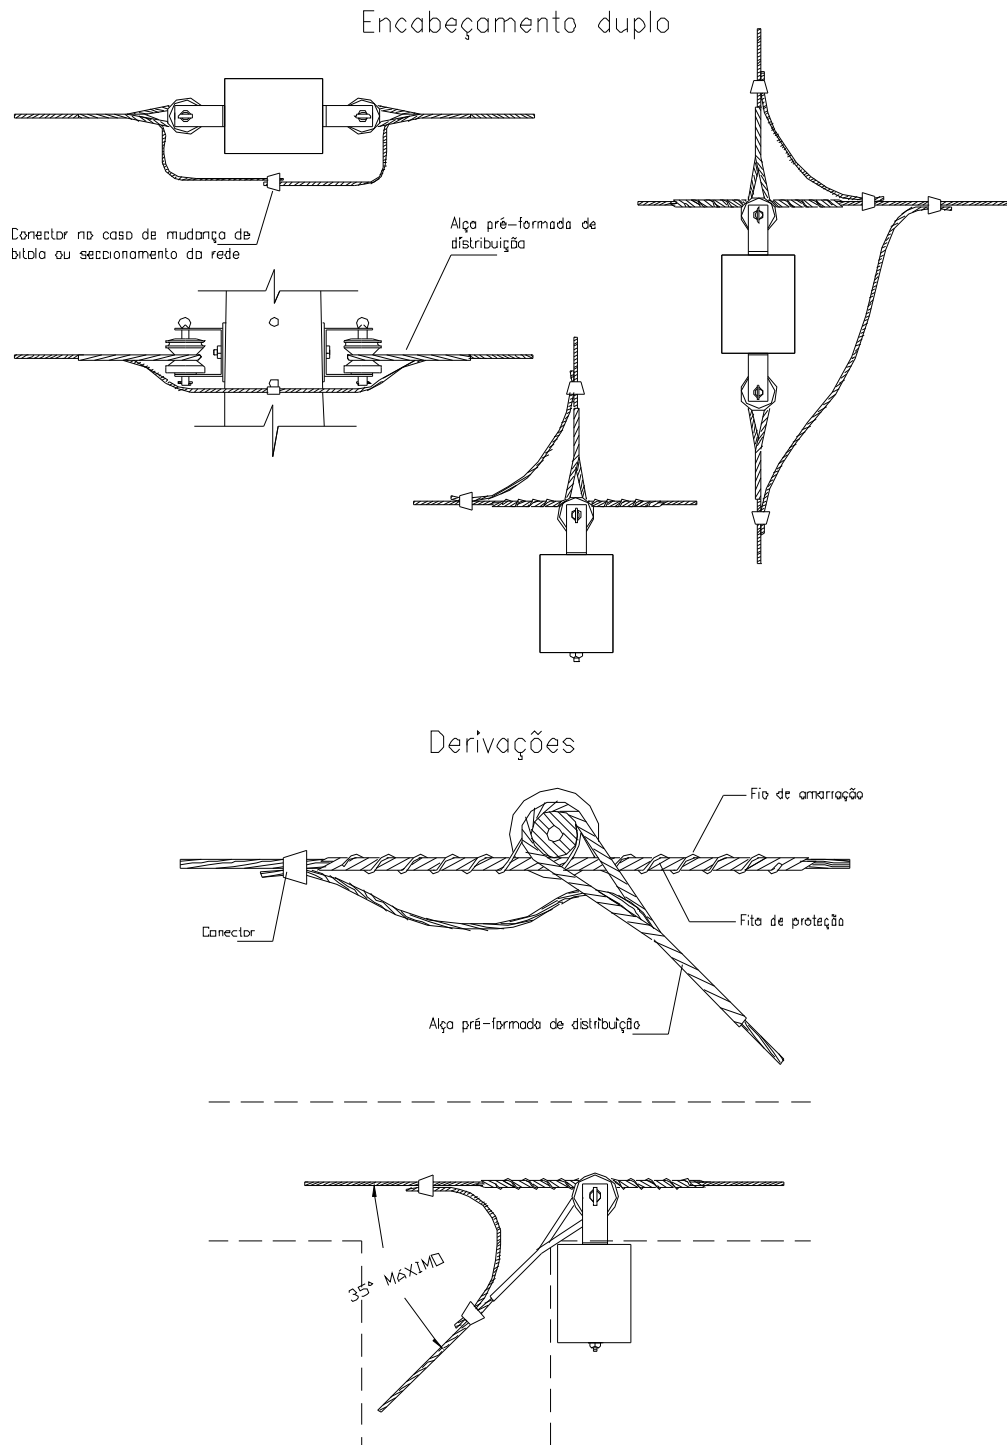 Encabeçamento duplo
Conector no caso de mudança de
bitola ou seccionamento da rede
Alça pré-formada de
distribuição
Derivações
Fio de amarração
Fita de proteção
Conector
Alça pré-formada de distribuição
35° MÁXIMO